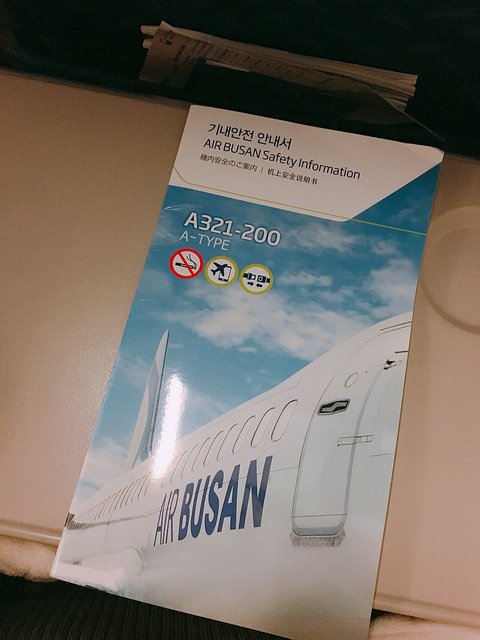 기내안전 안내서
AIR BUSAN Safety Information
機内安全のご案内 | 机上安全说明书
A321-200
A-TYPE
AIR BUSAN